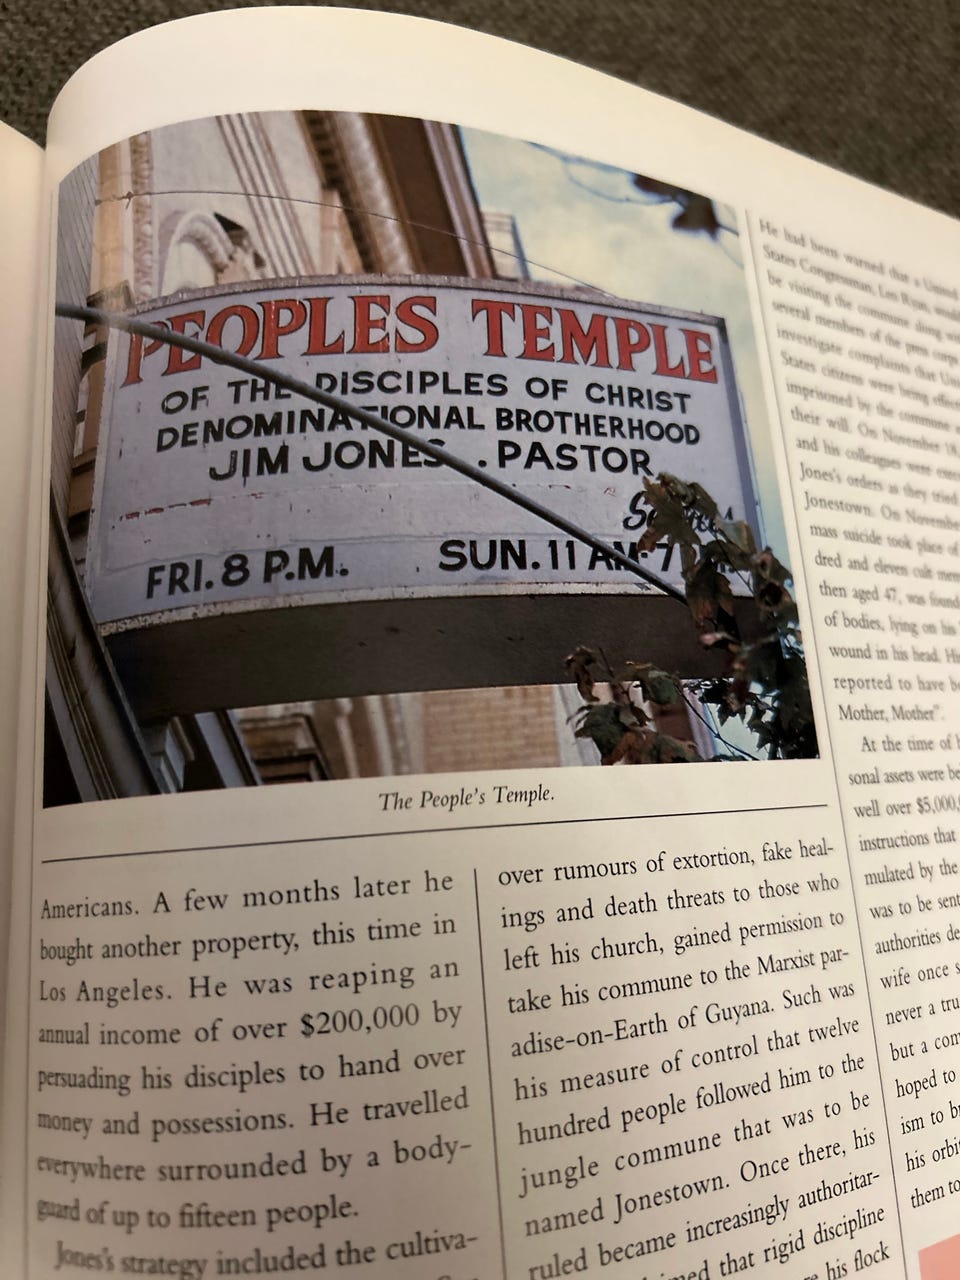 PEOPLES TEMPLE
OF THE DISCIPLES OF CHRIST
DENOMINATIONAL BROTHERHOOD
JIM JONES . PASTOR
FRI. 8 P.M.
SUN. 11 AM-7
The People's Temple.
Americans. A few months later he
bought another property, this time in
Los Angeles. He was reaping an
annual income of over $200,000 by
persuading his disciples to hand over
money and possessions. He travelled
everywhere surrounded by a body-
guard of up to fifteen people.
Jones's strategy included the cultiva-
over rumours of extortion, fake heal-
ings and death threats to those who
left his church, gained permission to
take his commune to the Marxist par-
adise-on-Earth of Guyana. Such was
his measure of control that twelve
hundred people followed him to the
jungle commune that was to be
named Jonestown. Once there, his
ruled became increasingly authoritar-
that rigid discipline
his flock
He had been warned that a United
States Congressman, Leo Ryan, would
be visiting the commune along
several members of the press corps
investigate complaints that
States citizens were being
imprisoned by the commune
their will. On November 18,
and his colleagues were
Jones's orders as they tried
Jonestown. On November
mass suicide took place of
dred and eleven cult
then aged 47, was found
of bodies, lying on his
wound in his head. His
reported to have
Mother, Mother".
At the time of
sonal assets were
well over $5,000,
instructions that
mulated by the
was to be sent
authorities
wife once
never a
but a
hoped to
ism to
his
them to